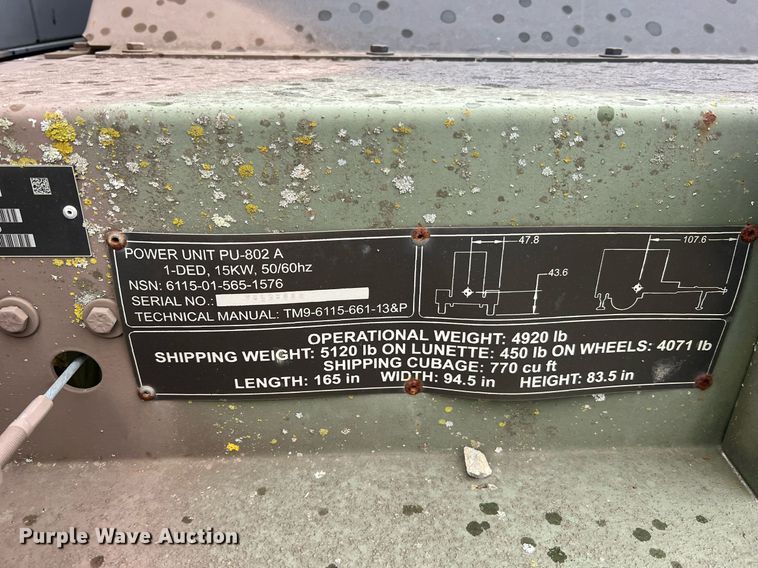 POWER UNIT PU-802 A
1-DED, 15KW, 50/60hz
NSN: 6115-01-565-1576
SERIAL NO.:
TECHNICAL MANUAL: TM9-6115-661-13&P
47.8
43.6
107.6
OPERATIONAL WEIGHT: 4920 lb
SHIPPING WEIGHT: 5120 lb ON LUNETTE: 450 lb ON WHEELS: 4071 lb
SHIPPING CUBAGE: 770 cu ft
LENGTH: 165 in WIDTH: 94.5 in HEIGHT: 83.5 in
Purple Wave Auction